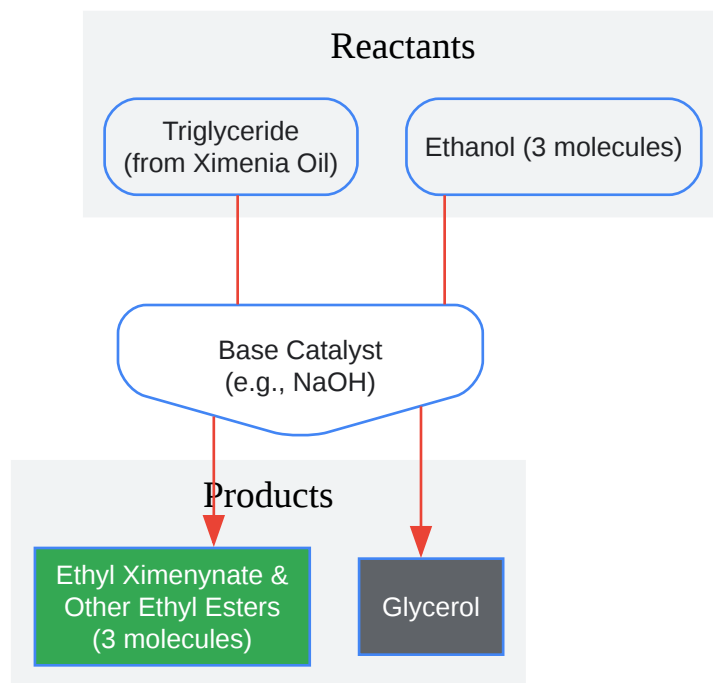 Reactants
Triglyceride
(from Ximenia Oil)
Ethanol (3 molecules)
Base Catalyst
(e.g., NaOH)
Products
Ethyl Ximenynate &
Other Ethyl Esters
(3 molecules)
Glycerol